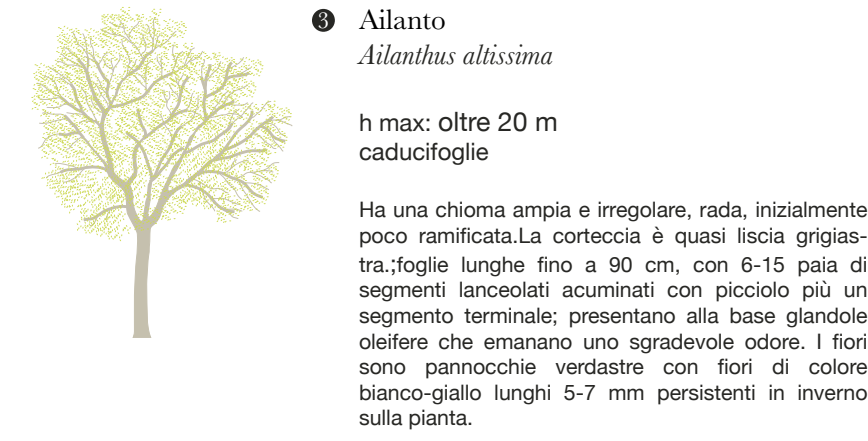 ❸ Ailanto
Ailanthus altissima
h max: oltre 20 m
caducifoglie
Ha una chioma ampia e irregolare, rada, inizialmente
poco ramificata.La corteccia è quasi liscia grigias-
tra.;foglie lunghe fino a 90 cm, con 6-15 paia di
segmenti lanceolati acuminati con picciolo più un
segmento terminale; presentano alla base glandole
oleifere che emanano uno sgradevole odore. I fiori
sono pannocchie verdastre con fiori di colore
bianco-giallo lunghi 5-7 mm persistenti in inverno
sulla pianta.